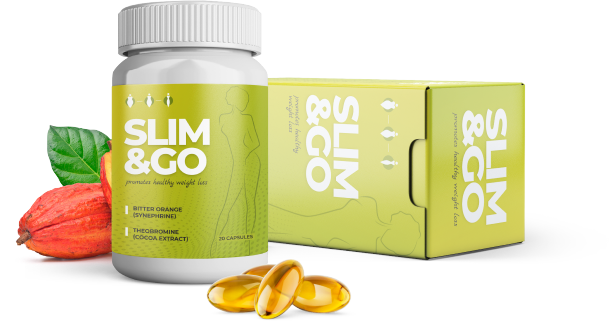 SLIM
&GO
promotes healthy weight loss
BITTER ORANGE
(SYNEPHRINE)
THEOBROMINE
(COCOA EXTRACT)
20 CAPSULES
SLIM
&GO
promotes healthy
weight loss
SLIM
&GO
promotes healthy weight loss